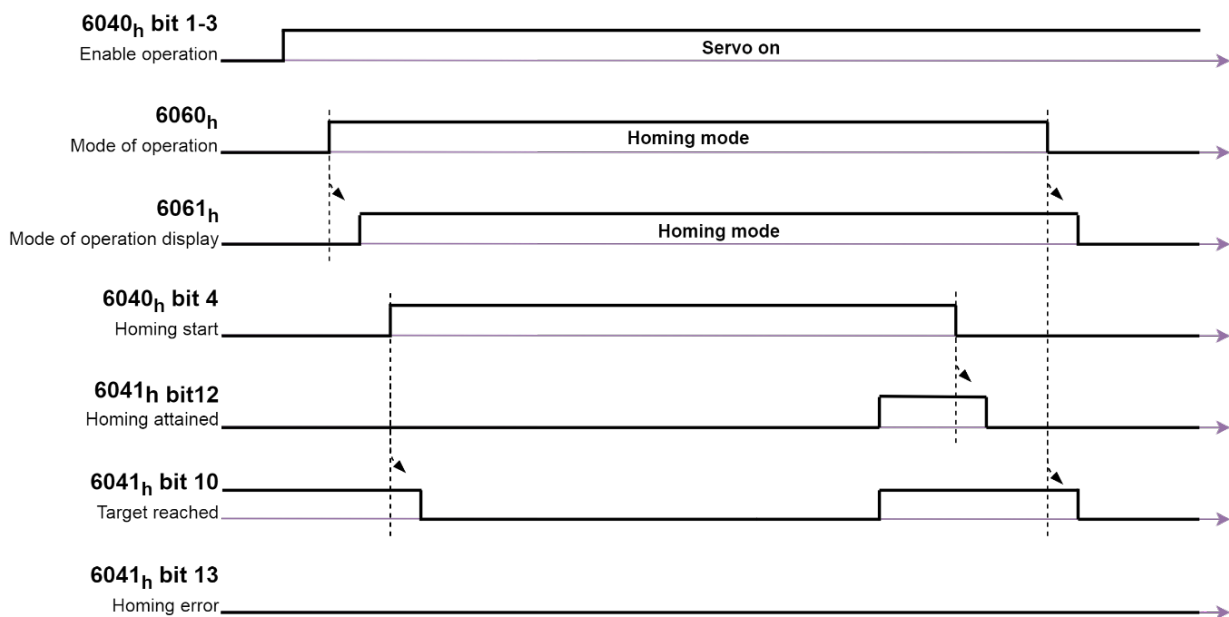 6040h bit 1-3
Enable operation
Servo on
6060h
Mode of operation
Homing mode
6061h
Mode of operation display
Homing mode
6040h bit 4
Homing start
6041h bit12
Homing attained
6041h bit 10
Target reached
6041h bit 13
Homing error